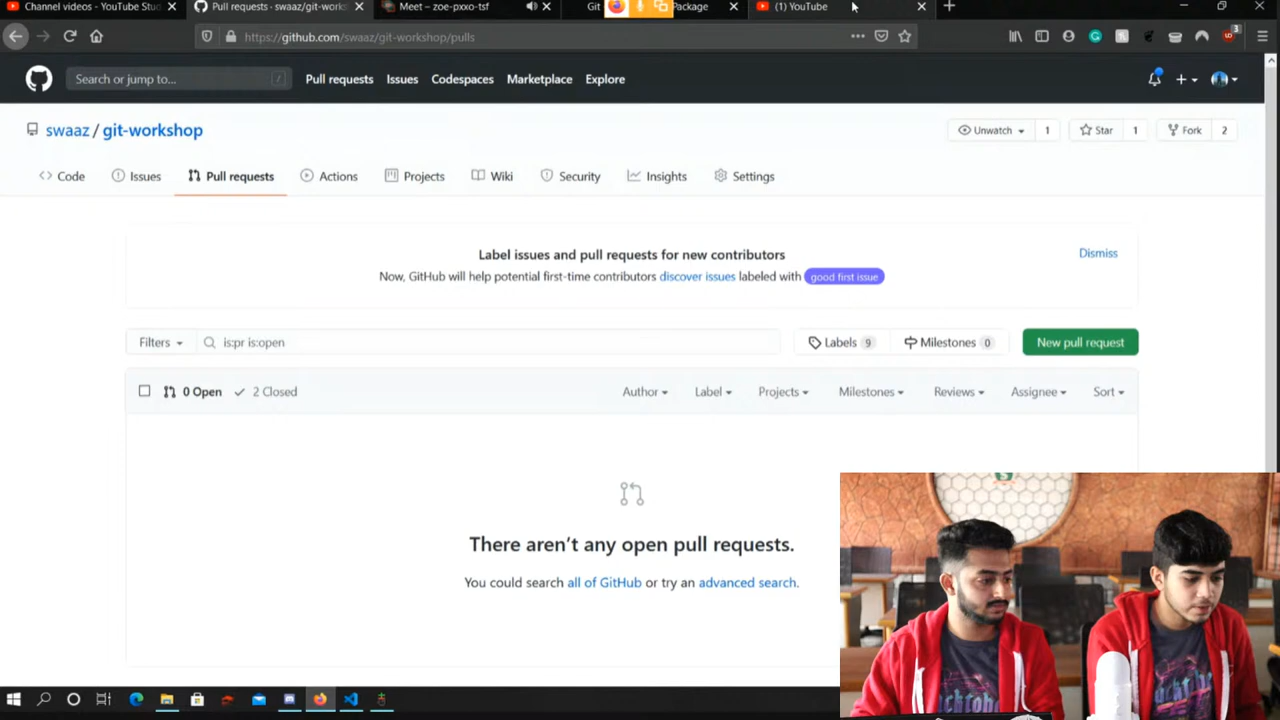 Channel videos - YouTube Stud
Pull requests · swaaz/git-works
Meet – zoe-pxxo-tsf
Git
Package
(1) YouTube
https://github.com/swaaz/git-workshop/pulls
3
Search or jump to...
/
Pull requests
Issues
Codespaces
Marketplace
Explore
swaaz / git-workshop
Unwatch 1
Star 1
Fork 2
Code
Issues
Pull requests
Actions
Projects
Wiki
Security
Insights
Settings
Label issues and pull requests for new contributors
Dismiss
Now, GitHub will help potential first-time contributors discover issues labeled with good first issue
Filters
is:pr is:open
Labels 9
Milestones 0
New pull request
0 Open
2 Closed
Author
Label
Projects
Milestones
Reviews
Assignee
Sort
There aren't any open pull requests.
You could search all of GitHub or try an advanced search.